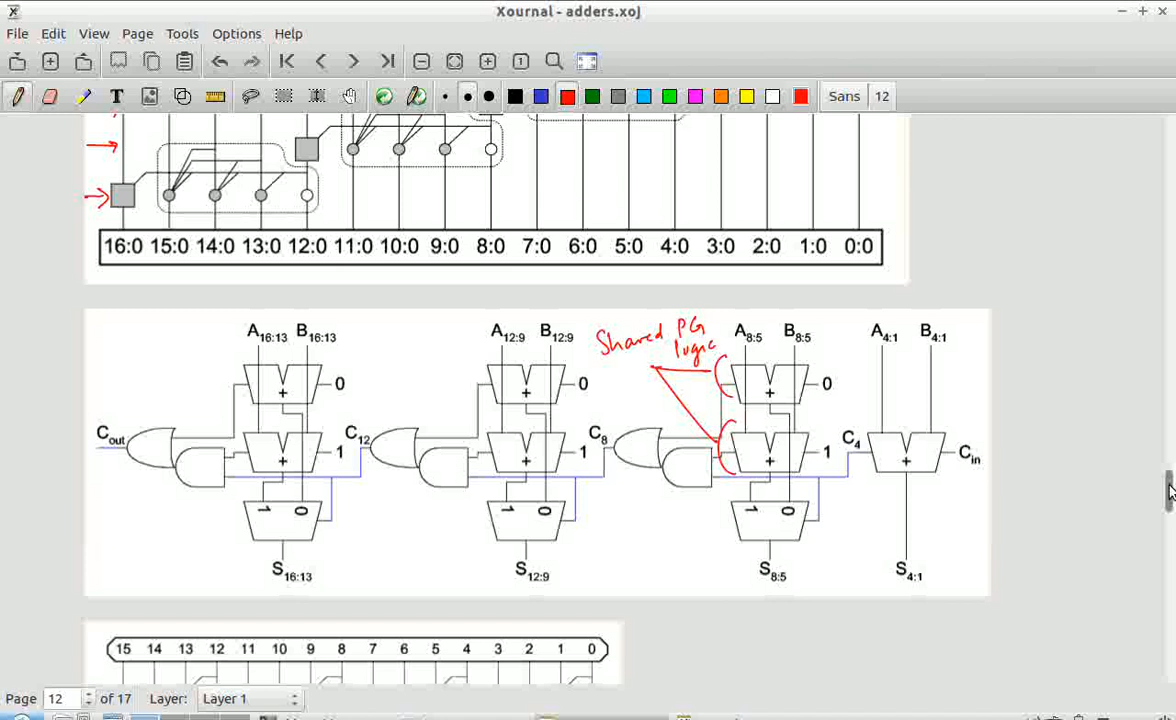 Xournal - adders.xoj
File Edit View Page Tools Options Help
Sans 12
16:0 15:0 14:0 13:0 12:0 11:0 10:0 9:0 8:0 7:0 6:0 5:0 4:0 3:0 2:0 1:0 0:0
Shared PG
logic
A16:13 B16:13 A12:9 B12:9 A8:5 B8:5 A4:1 B4:1
0 0 0
Cout C12 C8 C4
1 1 1 Cin
+ + + + + + +
1 0 1 0 1 0
S16:13 S12:9 S8:5 S4:1
15 14 13 12 11 10 9 8 7 6 5 4 3 2 1 0
Page 12 of 17 Layer: Layer 1